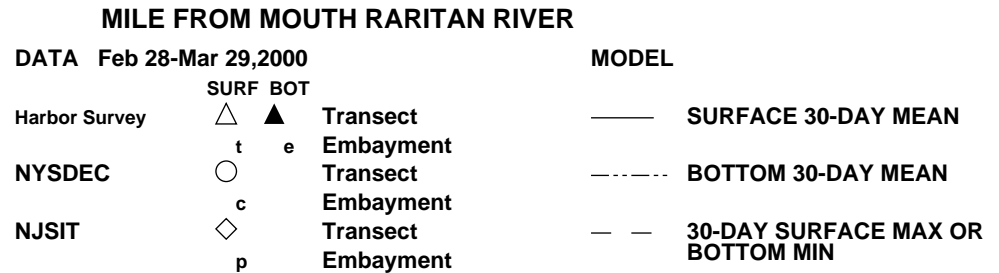 MILE FROM MOUTH RARITAN RIVER
DATA Feb 28-Mar 29,2000 MODEL
SURF BOT
Harbor Survey △ ▲ Transect SURFACE 30-DAY MEAN
t e Embayment
NYSDEC ○ Transect BOTTOM 30-DAY MEAN
c Embayment
NJSIT ◇ Transect 30-DAY SURFACE MAX OR
BOTTOM MIN
p Embayment